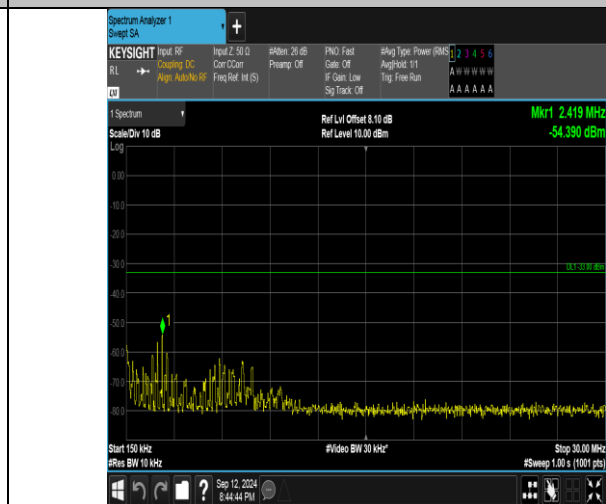 Spectrum Analyzer 1
Swept SA
+
KEYSIGHT Input: RF Input Z: 50 Ω #Atten: 26 dB PNO: Fast #Avg Type: Power (RMS 1 2 3 4 5 6
RL Coupling: DC Corr CCorr Preamp: Off Gate: Off Avg|Hold: 1/1 A W W W W W
Align: Auto/No RF Freq Ref: Int (S) IF Gain: Low Trig: Free Run
Sig Track: Off A A A A A A
1 Spectrum Ref Lvl Offset 8.10 dB Mkr1 2.419 MHz
Scale/Div 10 dB Ref Level 10.00 dBm -54.390 dBm
Log
0.00
-10.0
-20.0
-30.0
DL1 -33.00 dBm
-40.0
1
-50.0
-60.0
-70.0
-80.0
Start 150 kHz #Video BW 30 kHz* Stop 30.00 MHz
#Res BW 10 kHz #Sweep 1.00 s (1001 pts)
? Sep 12, 2024
8:44:44 PM